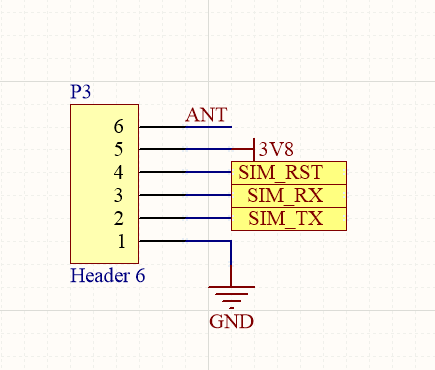 P3
ANT
6
5 3V8
4 SIM_RST
3 SIM_RX
2 SIM_TX
1
Header 6
GND